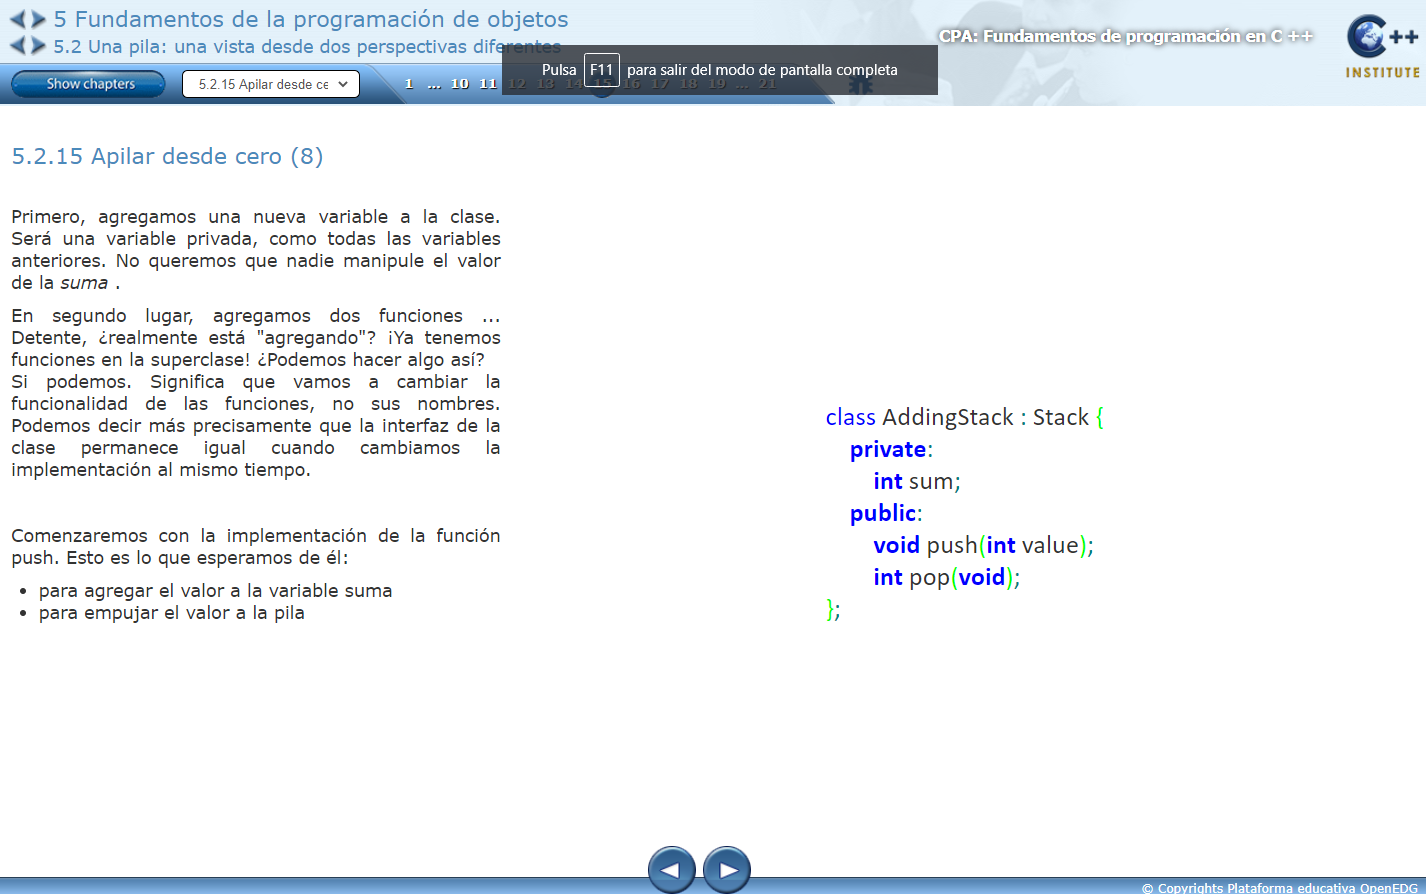 5 Fundamentos de la programación de objetos
5.2 Una pila: una vista desde dos perspectivas diferentes
CPA: Fundamentos de programación en C ++
C++
INSTITUTE
Pulsa F11 para salir del modo de pantalla completa
Show chapters
5.2.15 Apilar desde ce
1 ... 10 11 12 13 14 15 16 17 18 19 ... 21
5.2.15 Apilar desde cero (8)
Primero, agregamos una nueva variable a la clase.
Será una variable privada, como todas las variables
anteriores. No queremos que nadie manipule el valor
de la suma .
En segundo lugar, agregamos dos funciones ...
Detente, ¿realmente está "agregando"? ¡Ya tenemos
funciones en la superclase! ¿Podemos hacer algo así?
Si podemos. Significa que vamos a cambiar la
funcionalidad de las funciones, no sus nombres.
Podemos decir más precisamente que la interfaz de la
clase permanece igual cuando cambiamos la
implementación al mismo tiempo.
Comenzaremos con la implementación de la función
push. Esto es lo que esperamos de él:
• para agregar el valor a la variable suma
• para empujar el valor a la pila
class AddingStack : Stack {
private:
int sum;
public:
void push(int value);
int pop(void);
};
© Copyrights Plataforma educativa OpenEDG